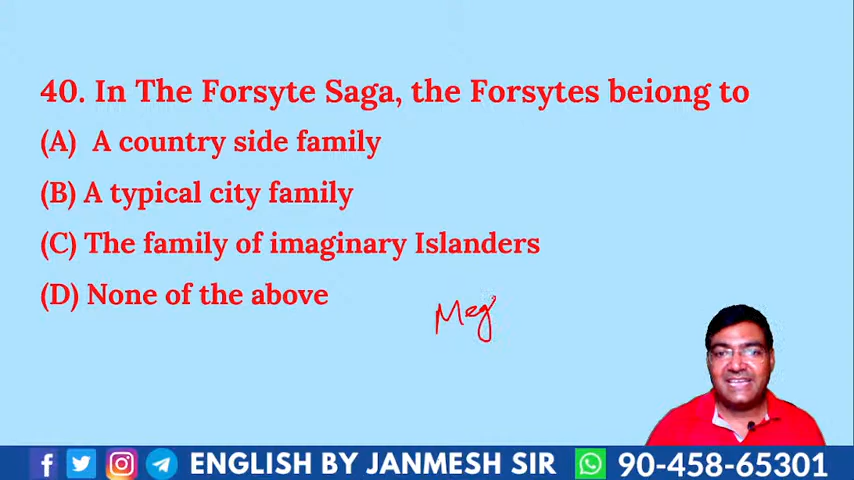 40. In The Forsyte Saga, the Forsytes beiong to
(A) A country side family
(B) A typical city family
(C) The family of imaginary Islanders
(D) None of the above
Meg
ENGLISH BY JANMESH SIR 90-458-65301